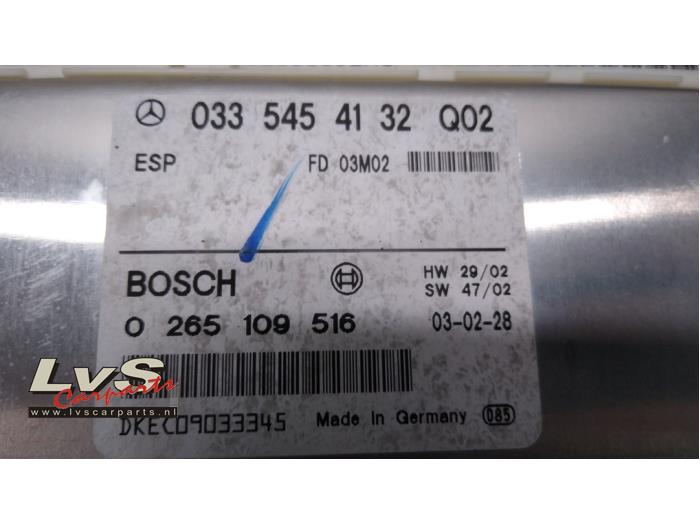 033 545 41 32 Q02
ESP FD 03M02
BOSCH HW 29/02
SW 47/02
0 265 109 516 03-02-28
DKEC09033345 Made in Germany 085
LvS
Carparts
www.lvscarparts.nl